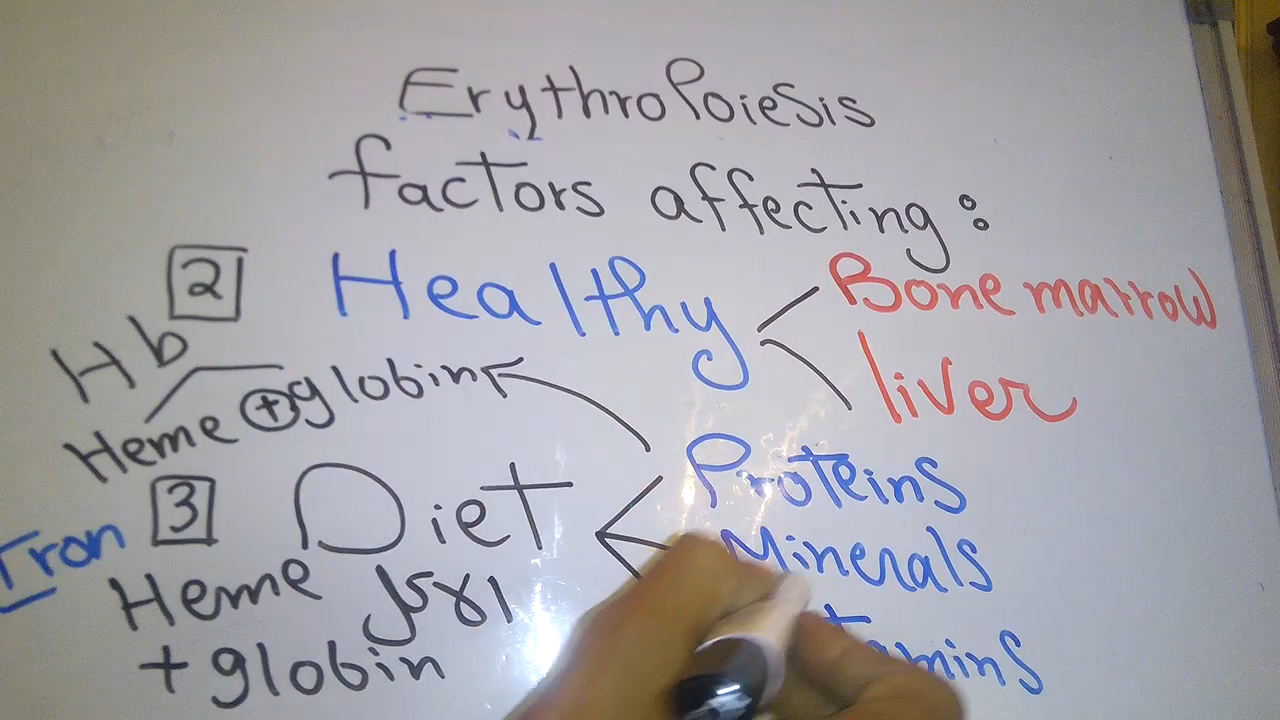 ErythroPoiesis
factors affecting:
2 Healthy Bone marrow
liver
Hb
Heme + globin
3 Diet Proteins
Minerals
Iron
Heme
+ globin